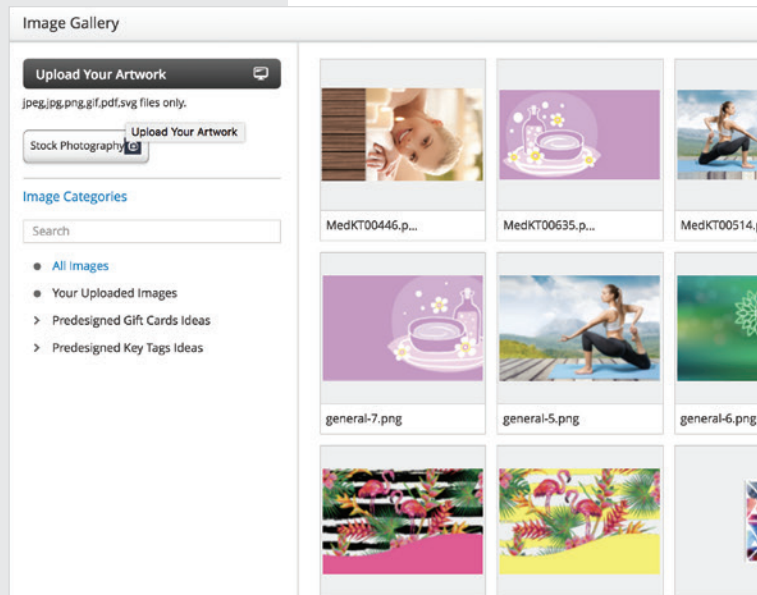 Image Gallery
Upload Your Artwork
jpeg,jpg,png,gif,pdf,svg files only.
Upload Your Artwork
Stock Photography
Image Categories
Search
All Images
Your Uploaded Images
Predesigned Gift Cards Ideas
Predesigned Key Tags Ideas
MedKT00446.p...
MedKT00635.p...
MedKT00514.
general-7.png
general-5.png
general-6.png